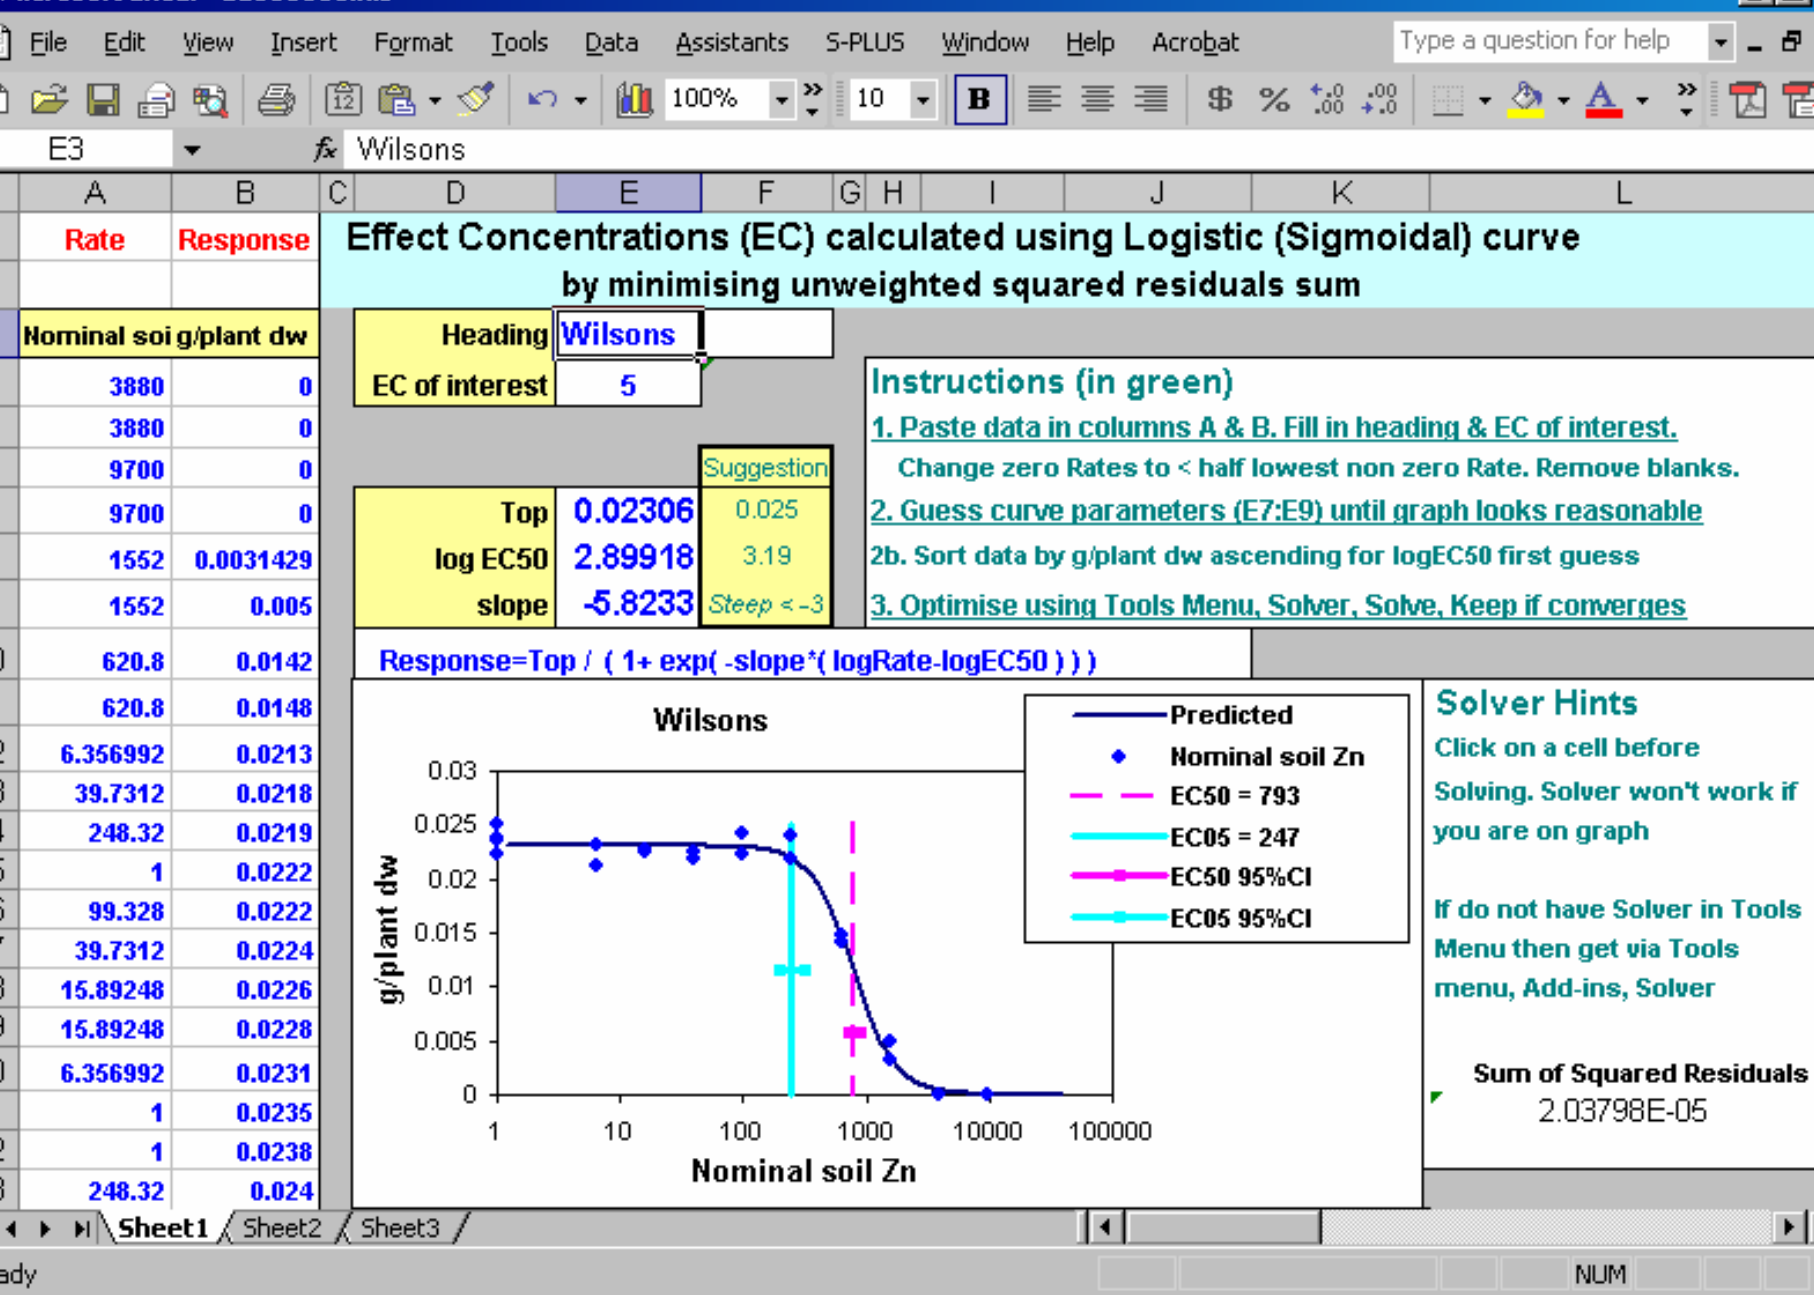 File Edit View Insert Format Tools Data Assistants S-PLUS Window Help Acrobat Type a question for help
100% 10 B $ %
E3 fx Wilsons
A B C D E F G H I J K L
Rate Response Effect Concentrations (EC) calculated using Logistic (Sigmoidal) curve
by minimising unweighted squared residuals sum
Nominal soi g/plant dw Heading Wilsons
3880 0 EC of interest 5 Instructions (in green)
3880 0 1. Paste data in columns A & B. Fill in heading & EC of interest.
9700 0 Suggestion Change zero Rates to < half lowest non zero Rate. Remove blanks.
9700 0 Top 0.02306 0.025 2. Guess curve parameters (E7:E9) until graph looks reasonable
1552 0.0031429 log EC50 2.89918 3.19 2b. Sort data by g/plant dw ascending for logEC50 first guess
1552 0.005 slope -5.8233 Steep < -3 3. Optimise using Tools Menu, Solver, Solve, Keep if converges
620.8 0.0142 Response=Top / ( 1+ exp( -slope*( logRate-logEC50 ) ) )
620.8 0.0148
6.356992 0.0213
39.7312 0.0218
248.32 0.0219
1 0.0222
99.328 0.0222
39.7312 0.0224
15.89248 0.0226
15.89248 0.0228
6.356992 0.0231
1 0.0235
1 0.0238
248.32 0.024
Wilsons
g/plant dw
0.03
0.025
0.02
0.015
0.01
0.005
0
1 10 100 1000 10000 100000
Nominal soil Zn
Predicted
Nominal soil Zn
EC50 = 793
EC05 = 247
EC50 95%CI
EC05 95%CI
Solver Hints
Click on a cell before
Solving. Solver won't work if
you are on graph
If do not have Solver in Tools
Menu then get via Tools
menu, Add-ins, Solver
Sum of Squared Residuals
2.03798E-05
Sheet1 Sheet2 Sheet3
NUM